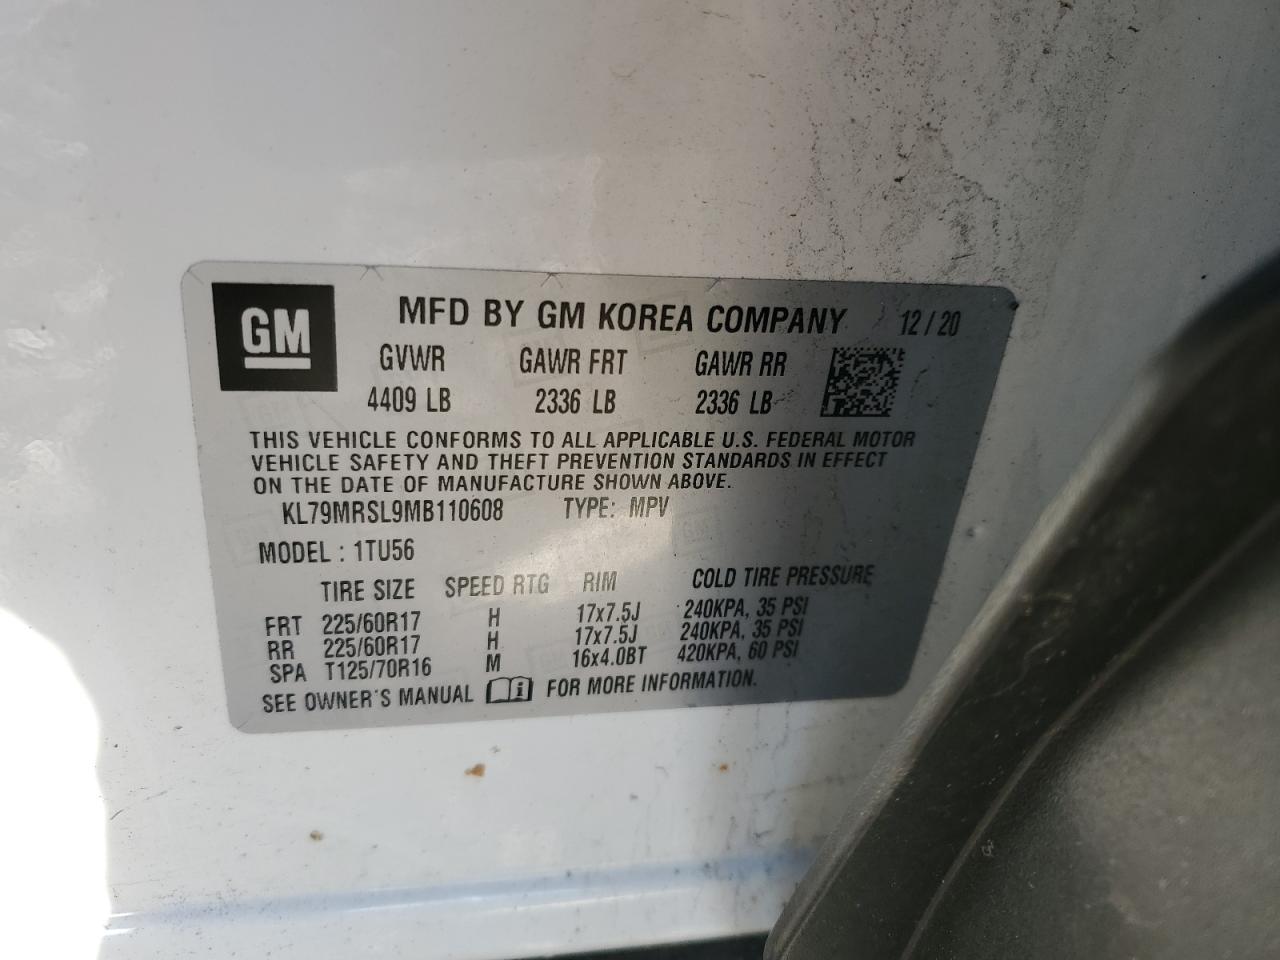 GM
MFD BY GM KOREA COMPANY 12/20
GVWR GAWR FRT GAWR RR
4409 LB 2336 LB 2336 LB
THIS VEHICLE CONFORMS TO ALL APPLICABLE U.S. FEDERAL MOTOR
VEHICLE SAFETY AND THEFT PREVENTION STANDARDS IN EFFECT
ON THE DATE OF MANUFACTURE SHOWN ABOVE.
KL79MRSL9MB110608 TYPE: MPV
MODEL : 1TU56
TIRE SIZE SPEED RTG RIM COLD TIRE PRESSURE
FRT 225/60R17 H 17x7.5J 240KPA, 35 PSI
RR 225/60R17 H 17x7.5J 240KPA, 35 PSI
SPA T125/70R16 M 16x4.0BT 420KPA, 60 PSI
SEE OWNER'S MANUAL FOR MORE INFORMATION.